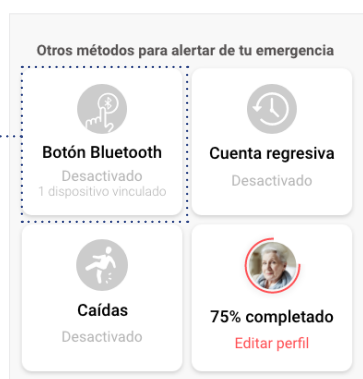 Otros métodos para alertar de tu emergencia
Botón Bluetooth
Desactivado
1 dispositivo vinculado
Cuenta regresiva
Desactivado
Caídas
Desactivado
75% completado
Editar perfil